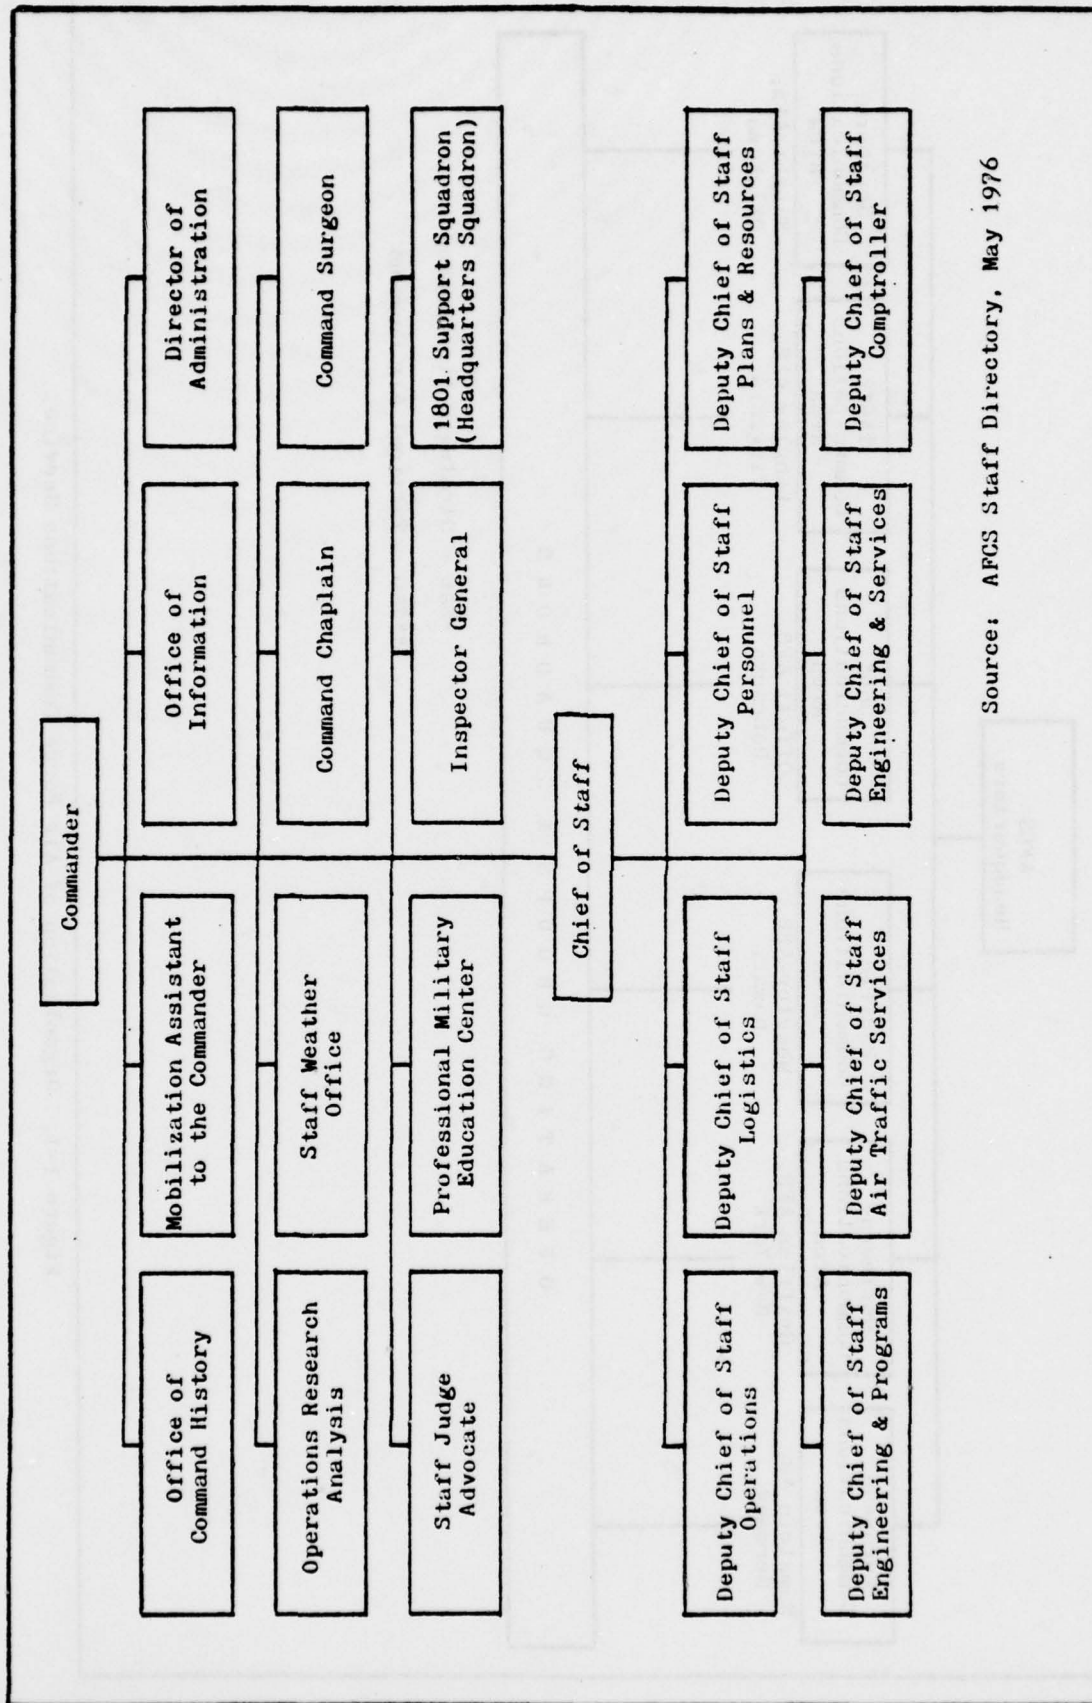 Commander
Office of
Command History
Mobilization Assistant
to the Commander
Office of
Information
Director of
Administration
Operations Research
Analysis
Staff Weather
Office
Command Chaplain
Command Surgeon
Staff Judge
Advocate
Professional Military
Education Center
Inspector General
1801 Support Squadron
(Headquarters Squadron)
Chief of Staff
Deputy Chief of Staff
Operations
Deputy Chief of Staff
Logistics
Deputy Chief of Staff
Personnel
Deputy Chief of Staff
Plans & Resources
Deputy Chief of Staff
Engineering & Programs
Deputy Chief of Staff
Air Traffic Services
Deputy Chief of Staff
Engineering & Services
Deputy Chief of Staff
Comptroller
Source: AFCS Staff Directory, May 1976